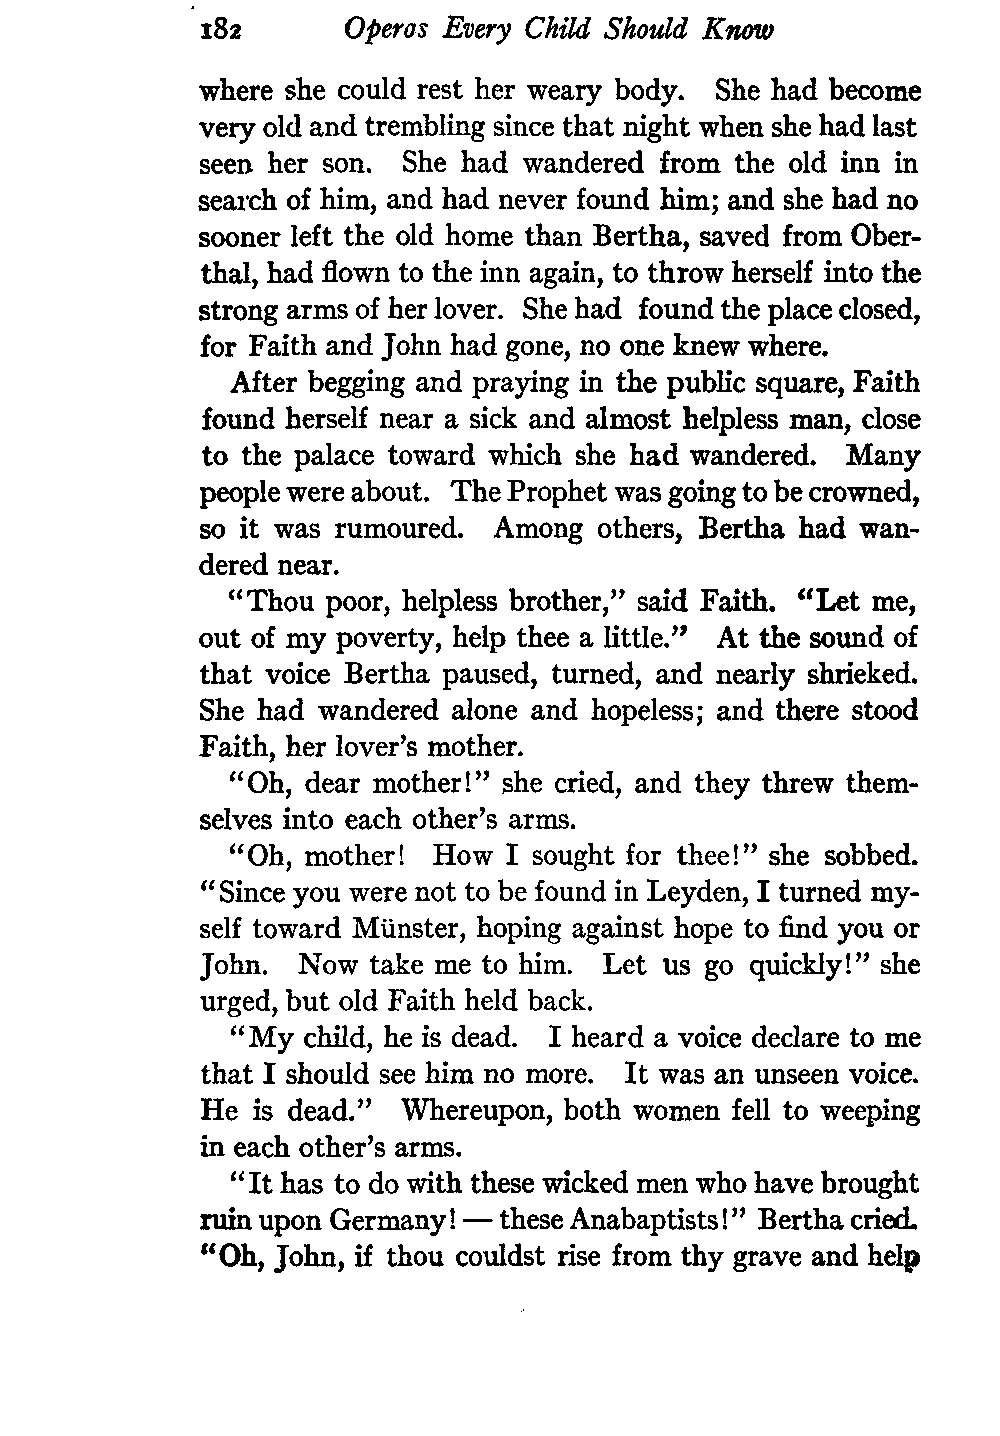 182 Operas Every Child Should Know
where she could rest her weary body. She had become
very old and trembling since that night when she had last
seen her son. She had wandered from the old inn in
search of him, and had never found him; and she had no
sooner left the old home than Bertha, saved from Ober-
thal, had flown to the inn again, to throw herself into the
strong arms of her lover. She had found the place closed,
for Faith and John had gone, no one knew where.
After begging and praying in the public square, Faith
found herself near a sick and almost helpless man, close
to the palace toward which she had wandered. Many
people were about. The Prophet was going to be crowned,
so it was rumoured. Among others, Bertha had wan-
dered near.
"Thou poor, helpless brother," said Faith. "Let me,
out of my poverty, help thee a little." At the sound of
that voice Bertha paused, turned, and nearly shrieked.
She had wandered alone and hopeless; and there stood
Faith, her lover's mother.
"Oh, dear mother!" she cried, and they threw them-
selves into each other's arms.
"Oh, mother! How I sought for thee!" she sobbed.
"Since you were not to be found in Leyden, I turned my-
self toward Münster, hoping against hope to find you or
John. Now take me to him. Let us go quickly!" she
urged, but old Faith held back.
"My child, he is dead. I heard a voice declare to me
that I should see him no more. It was an unseen voice.
He is dead." Whereupon, both women fell to weeping
in each other's arms.
"It has to do with these wicked men who have brought
ruin upon Germany! — these Anabaptists!" Bertha cried.
"Oh, John, if thou couldst rise from thy grave and help